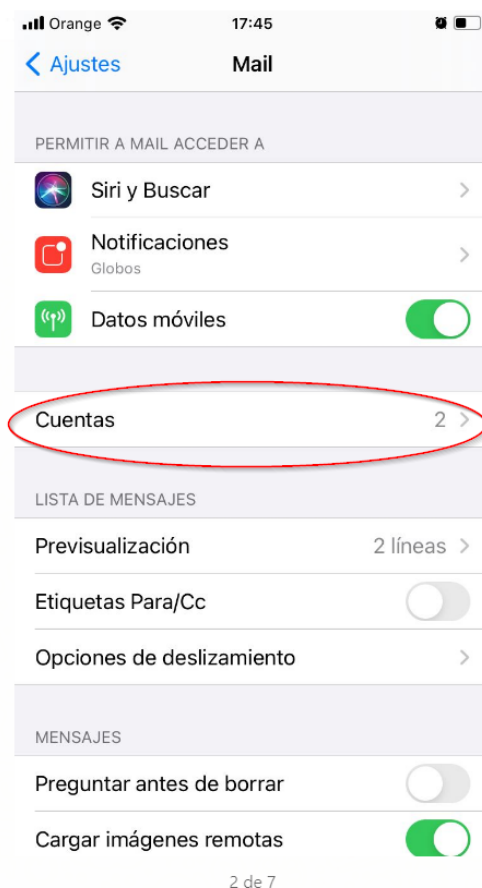 Orange 17:45
Ajustes Mail
PERMITIR A MAIL ACCEDER A
Siri y Buscar
Notificaciones
Globos
Datos móviles
Cuentas 2
LISTA DE MENSAJES
Previsualización 2 líneas
Etiquetas Para/Cc
Opciones de deslizamiento
MENSAJES
Preguntar antes de borrar
Cargar imágenes remotas
2 de 7